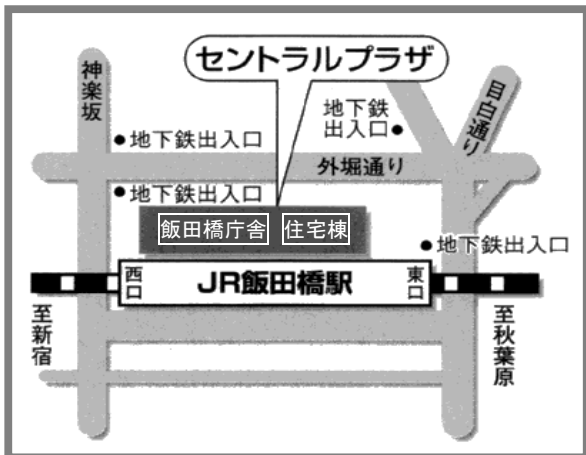 セントラルプラザ
神楽坂
地下鉄
出入口●
目白通り
●地下鉄出入口
外堀通り
●地下鉄出入口
飯田橋庁舎 住宅棟
●地下鉄出入口
西口
JR飯田橋駅
東口
至新宿
至秋葉原